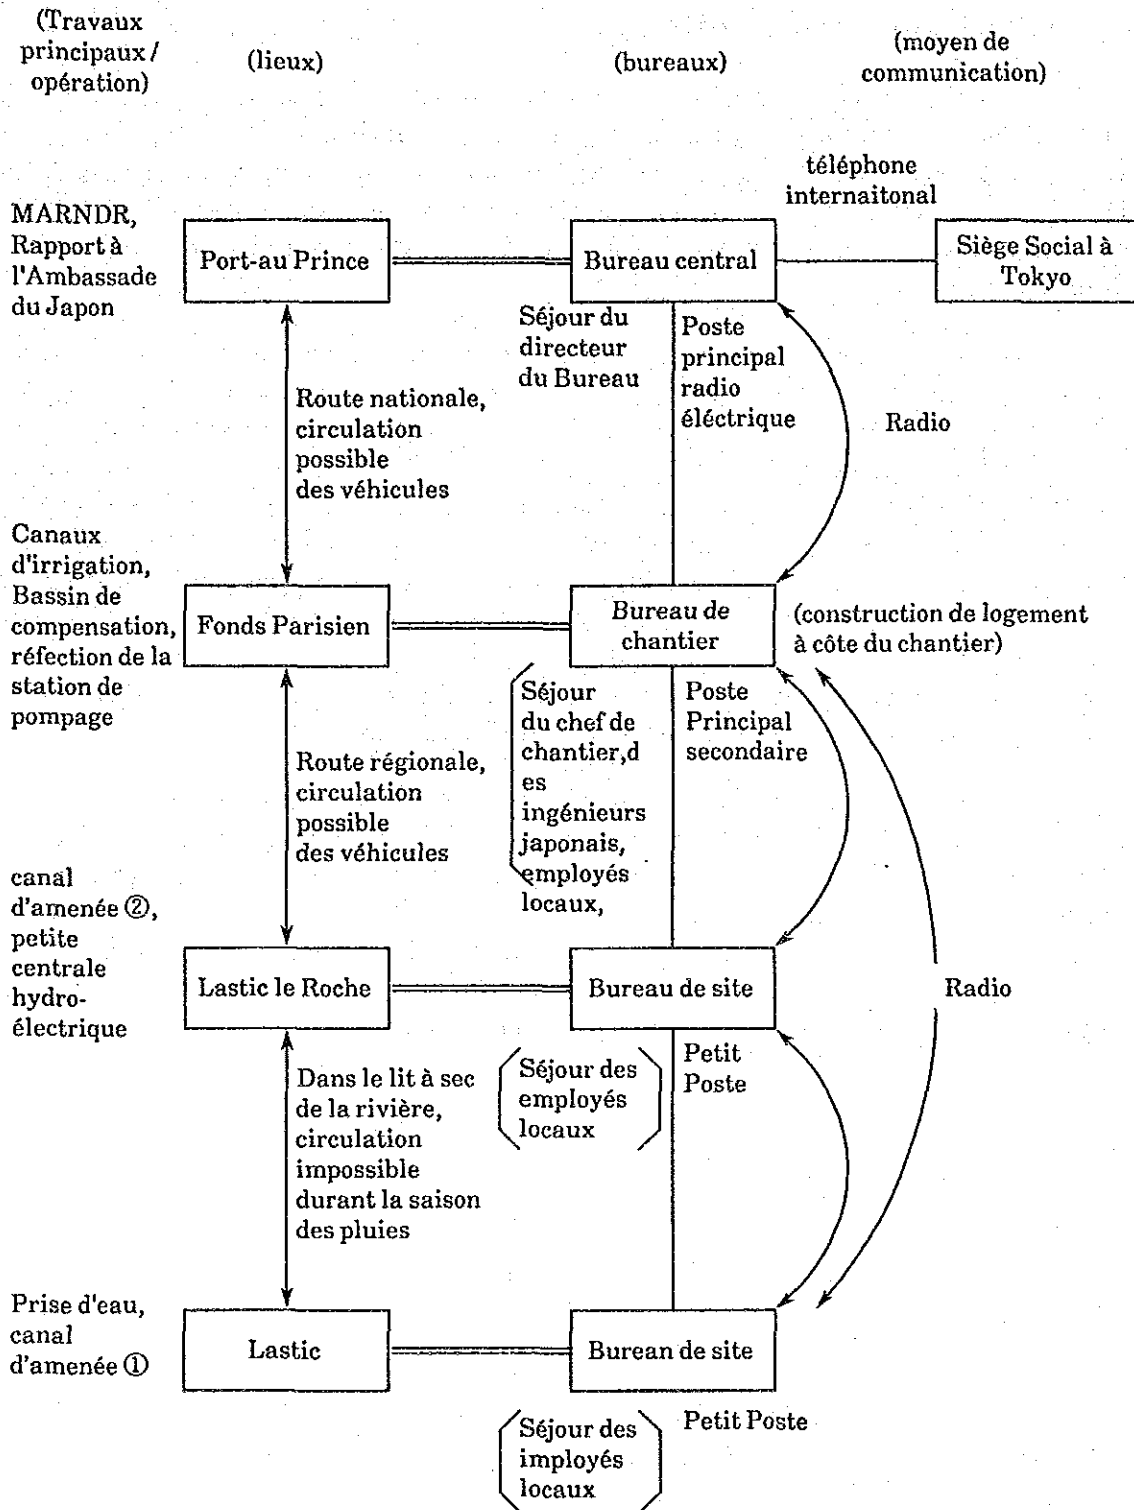 (Travaux
principaux /
opération)
(lieux)
(bureaux)
(moyen de
communication)
téléphone
internaitonal
MARNDR,
Rapport à
l'Ambassade
du Japon
Port-au Prince
Bureau central
Siège Social à
Tokyo
Séjour du
directeur
du Bureau
Poste
principal
radio
éléctrique
Route nationale,
circulation
possible
des véhicules
Radio
Canaux
d'irrigation,
Bassin de
compensation,
réfection de la
station de
pompage
Fonds Parisien
Bureau de
chantier
(construction de logement
à côte du chantier)
Séjour
du chef de
chantier,d
es
ingénieurs
japonais,
employés
locaux,
Poste
Principal
secondaire
Route régionale,
circulation
possible
des véhicules
canal
d'amenée ②,
petite
centrale
hydro-
électrique
Lastic le Roche
Bureau de site
Radio
Séjour des
employés
locaux
Petit
Poste
Dans le lit à sec
de la rivière,
circulation
impossible
durant la saison
des pluies
Prise d'eau,
canal
d'amenée ①
Lastic
Burean de site
Séjour des
imployés
locaux
Petit Poste